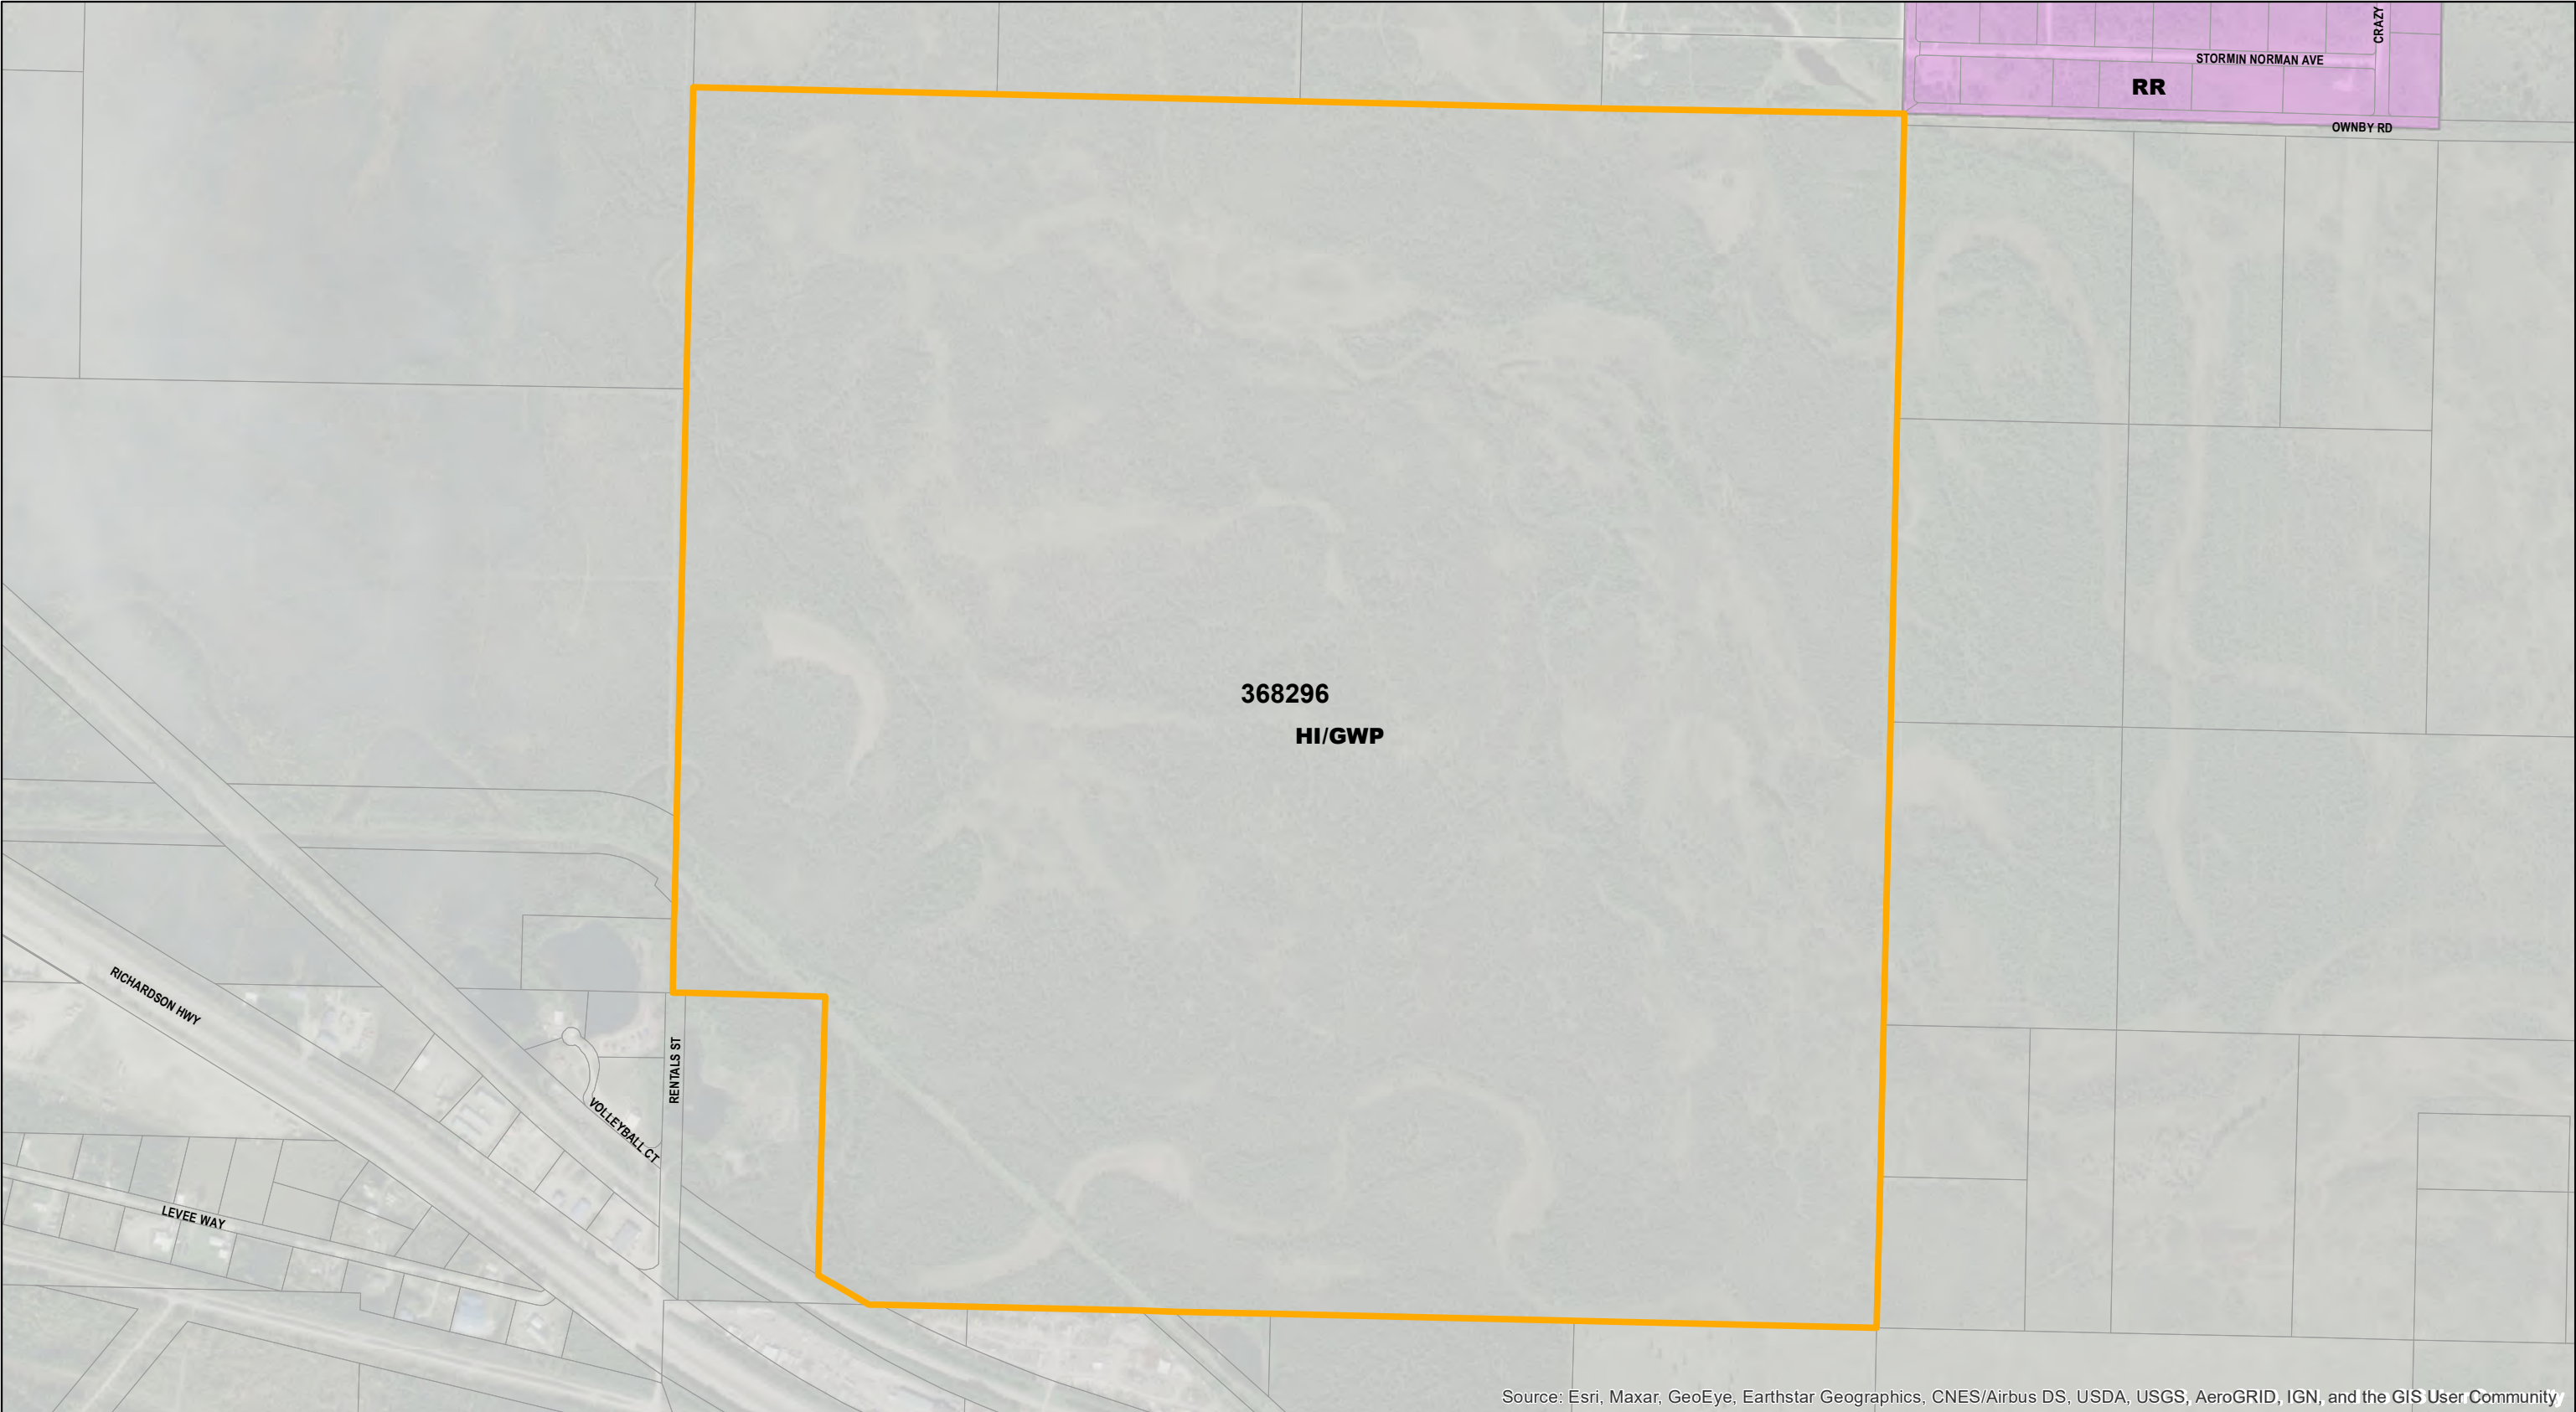 CRAZY
STORMIN NORMAN AVE
RR
OWNBY RD
368296
HI/GWP
RICHARDSON HWY
RENTALS ST
VOLLEYBALL CT
LEVEE WAY
Source: Esri, Maxar, GeoEye, Earthstar Geographics, CNES/Airbus DS, USDA, USGS, AeroGRID, IGN, and the GIS User Community